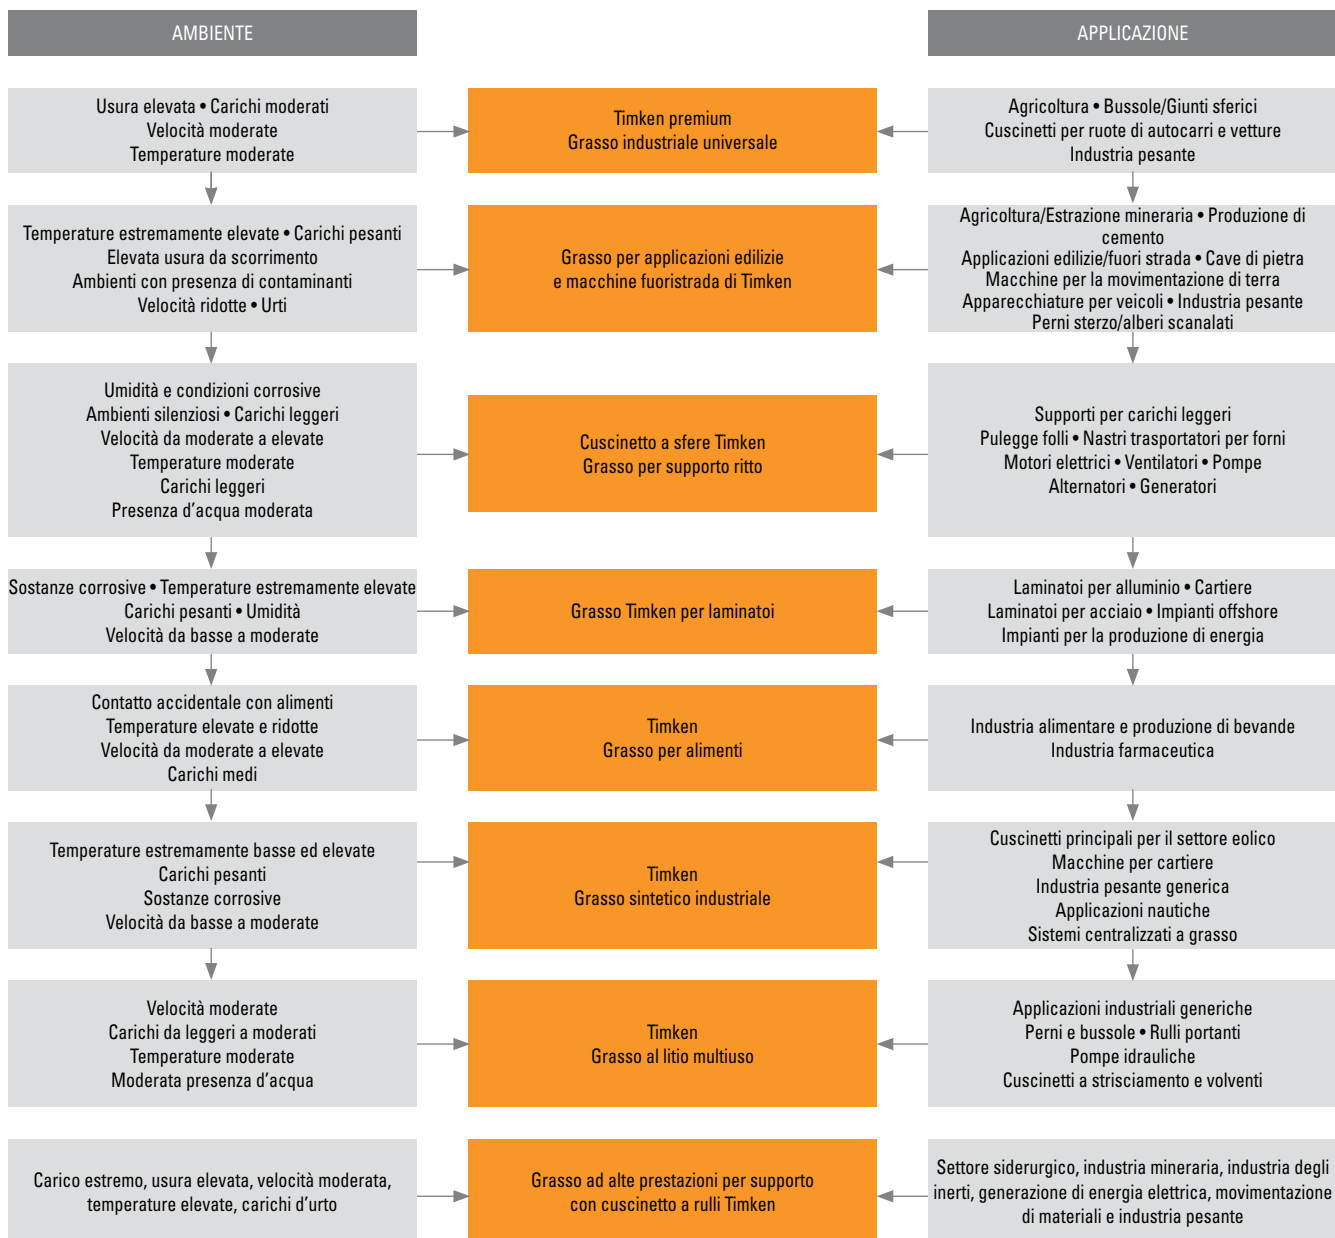 AMBIENTE
APPLICAZIONE
Usura elevata • Carichi moderati
Velocità moderate
Temperature moderate
Timken premium
Grasso industriale universale
Agricoltura • Bussole/Giunti sferici
Cuscinetti per ruote di autocarri e vetture
Industria pesante
Temperature estremamente elevate • Carichi pesanti
Elevata usura da scorrimento
Ambienti con presenza di contaminanti
Velocità ridotte • Urti
Grasso per applicazioni edilizie
e macchine fuoristrada di Timken
Agricoltura/Estrazione mineraria • Produzione di
cemento
Applicazioni edilizie/fuori strada • Cave di pietra
Macchine per la movimentazione di terra
Apparecchiature per veicoli • Industria pesante
Perni sterzo/alberi scanalati
Umidità e condizioni corrosive
Ambienti silenziosi • Carichi leggeri
Velocità da moderate a elevate
Temperature moderate
Carichi leggeri
Presenza d'acqua moderata
Cuscinetto a sfere Timken
Grasso per supporto ritto
Supporti per carichi leggeri
Pulegge folli • Nastri trasportatori per forni
Motori elettrici • Ventilatori • Pompe
Alternatori • Generatori
Sostanze corrosive • Temperature estremamente elevate
Carichi pesanti • Umidità
Velocità da basse a moderate
Grasso Timken per laminatoi
Laminatoi per alluminio • Cartiere
Laminatoi per acciaio • Impianti offshore
Impianti per la produzione di energia
Contatto accidentale con alimenti
Temperature elevate e ridotte
Velocità da moderate a elevate
Carichi medi
Timken
Grasso per alimenti
Industria alimentare e produzione di bevande
Industria farmaceutica
Temperature estremamente basse ed elevate
Carichi pesanti
Sostanze corrosive
Velocità da basse a moderate
Timken
Grasso sintetico industriale
Cuscinetti principali per il settore eolico
Macchine per cartiere
Industria pesante generica
Applicazioni nautiche
Sistemi centralizzati a grasso
Velocità moderate
Carichi da leggeri a moderati
Temperature moderate
Moderata presenza d'acqua
Timken
Grasso al litio multiuso
Applicazioni industriali generiche
Perni e bussole • Rulli portanti
Pompe idrauliche
Cuscinetti a strisciamento e volventi
Carico estremo, usura elevata, velocità moderata,
temperature elevate, carichi d'urto
Grasso ad alte prestazioni per supporto
con cuscinetto a rulli Timken
Settore siderurgico, industria mineraria, industria degli
inerti, generazione di energia elettrica, movimentazione
di materiali e industria pesante